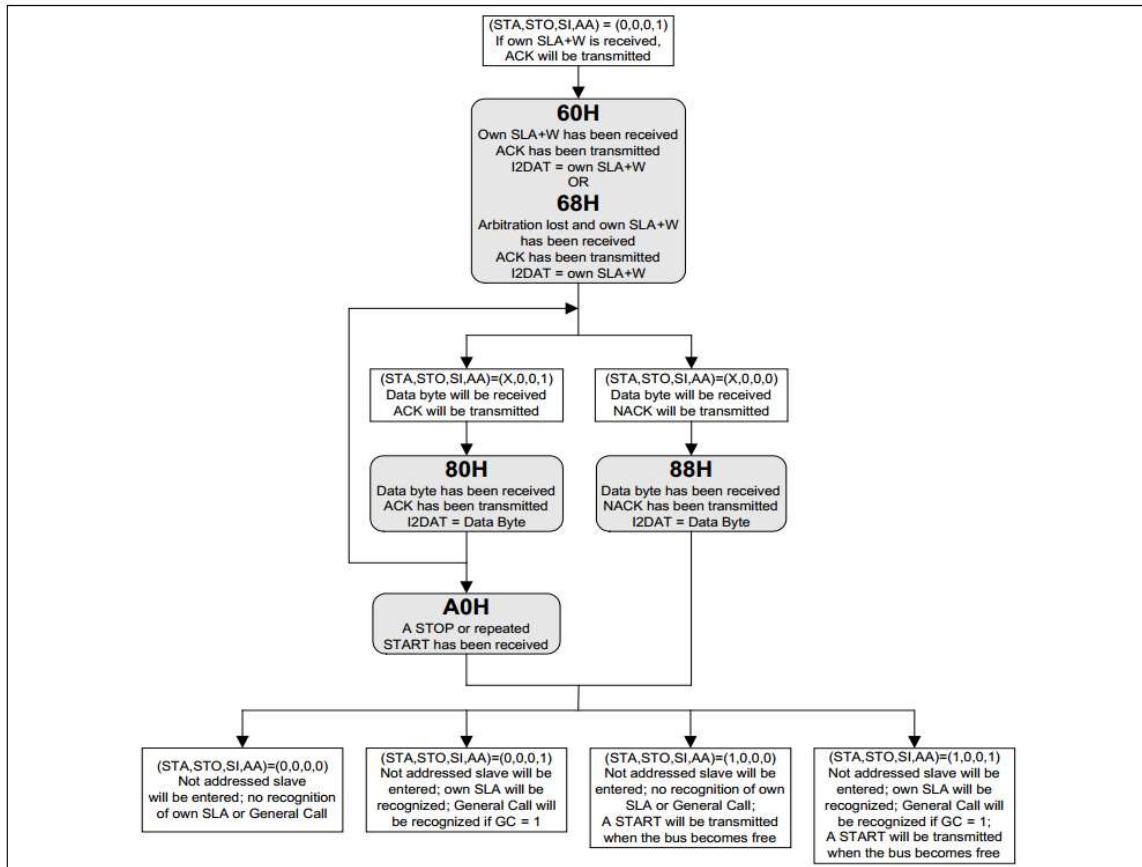 (STA,STO,SI,AA) = (0,0,0,1)
If own SLA+W is received,
ACK will be transmitted
60H
Own SLA+W has been received
ACK has been transmitted
I2DAT = own SLA+W
OR
68H
Arbitration lost and own SLA+W
has been received
ACK has been transmitted
I2DAT = own SLA+W
(STA,STO,SI,AA)=(X,0,0,1)
Data byte will be received
ACK will be transmitted
(STA,STO,SI,AA)=(X,0,0,0)
Data byte will be received
NACK will be transmitted
80H
Data byte has been received
ACK has been transmitted
I2DAT = Data Byte
88H
Data byte has been received
NACK has been transmitted
I2DAT = Data Byte
A0H
A STOP or repeated
START has been received
(STA,STO,SI,AA)=(0,0,0,0)
Not addressed slave
will be entered; no recognition
of own SLA or General Call
(STA,STO,SI,AA)=(0,0,0,1)
Not addressed slave will be
entered; own SLA will be
recognized; General Call will
be recognized if GC = 1
(STA,STO,SI,AA)=(1,0,0,0)
Not addressed slave will be
entered; no recognition of own
SLA or General Call;
A START will be transmitted
when the bus becomes free
(STA,STO,SI,AA)=(1,0,0,1)
Not addressed slave will be
entered; own SLA will be
recognized; General Call will
be recognized if GC = 1;
A START will be transmitted
when the bus becomes free